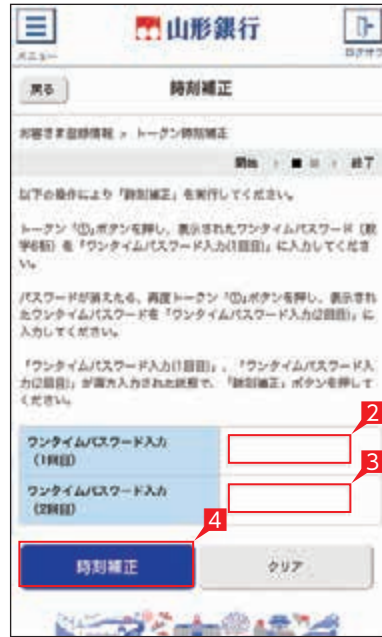 メニュー
山形銀行
ログオフ
戻る
時刻補正
お客さま登録情報 > トークン時刻補正
開始 › ■ ■ › 終了
以下の操作により「時刻補正」を実行してください。
トークン「①」ボタンを押し、表示されたワンタイムパスワード（数
字6桁）を「ワンタイムパスワード入力(1回目)」に入力してくださ
い。
パスワードが消えたら、再度トークン「①」ボタンを押し、表示され
たワンタイムパスワードを「ワンタイムパスワード入力(2回目)」に
入力してください。
「ワンタイムパスワード入力(1回目)」、「ワンタイムパスワード入
力(2回目)」が両方入力された状態で、「時刻補正」ボタンを押して
ください。
2
ワンタイムパスワード入力
（1回目）
3
ワンタイムパスワード入力
（2回目）
4
時刻補正
クリア